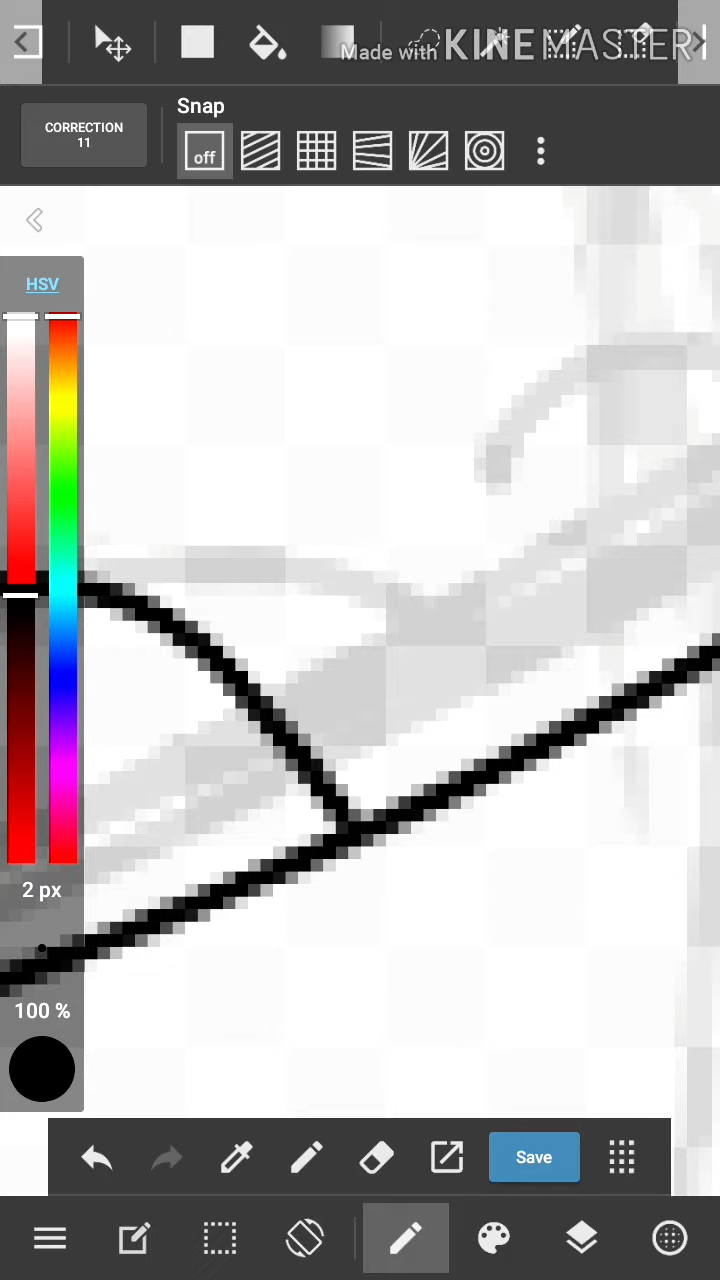 Made with KINEMASTER
Snap
CORRECTION
11
off
HSV
2 px
100 %
Save